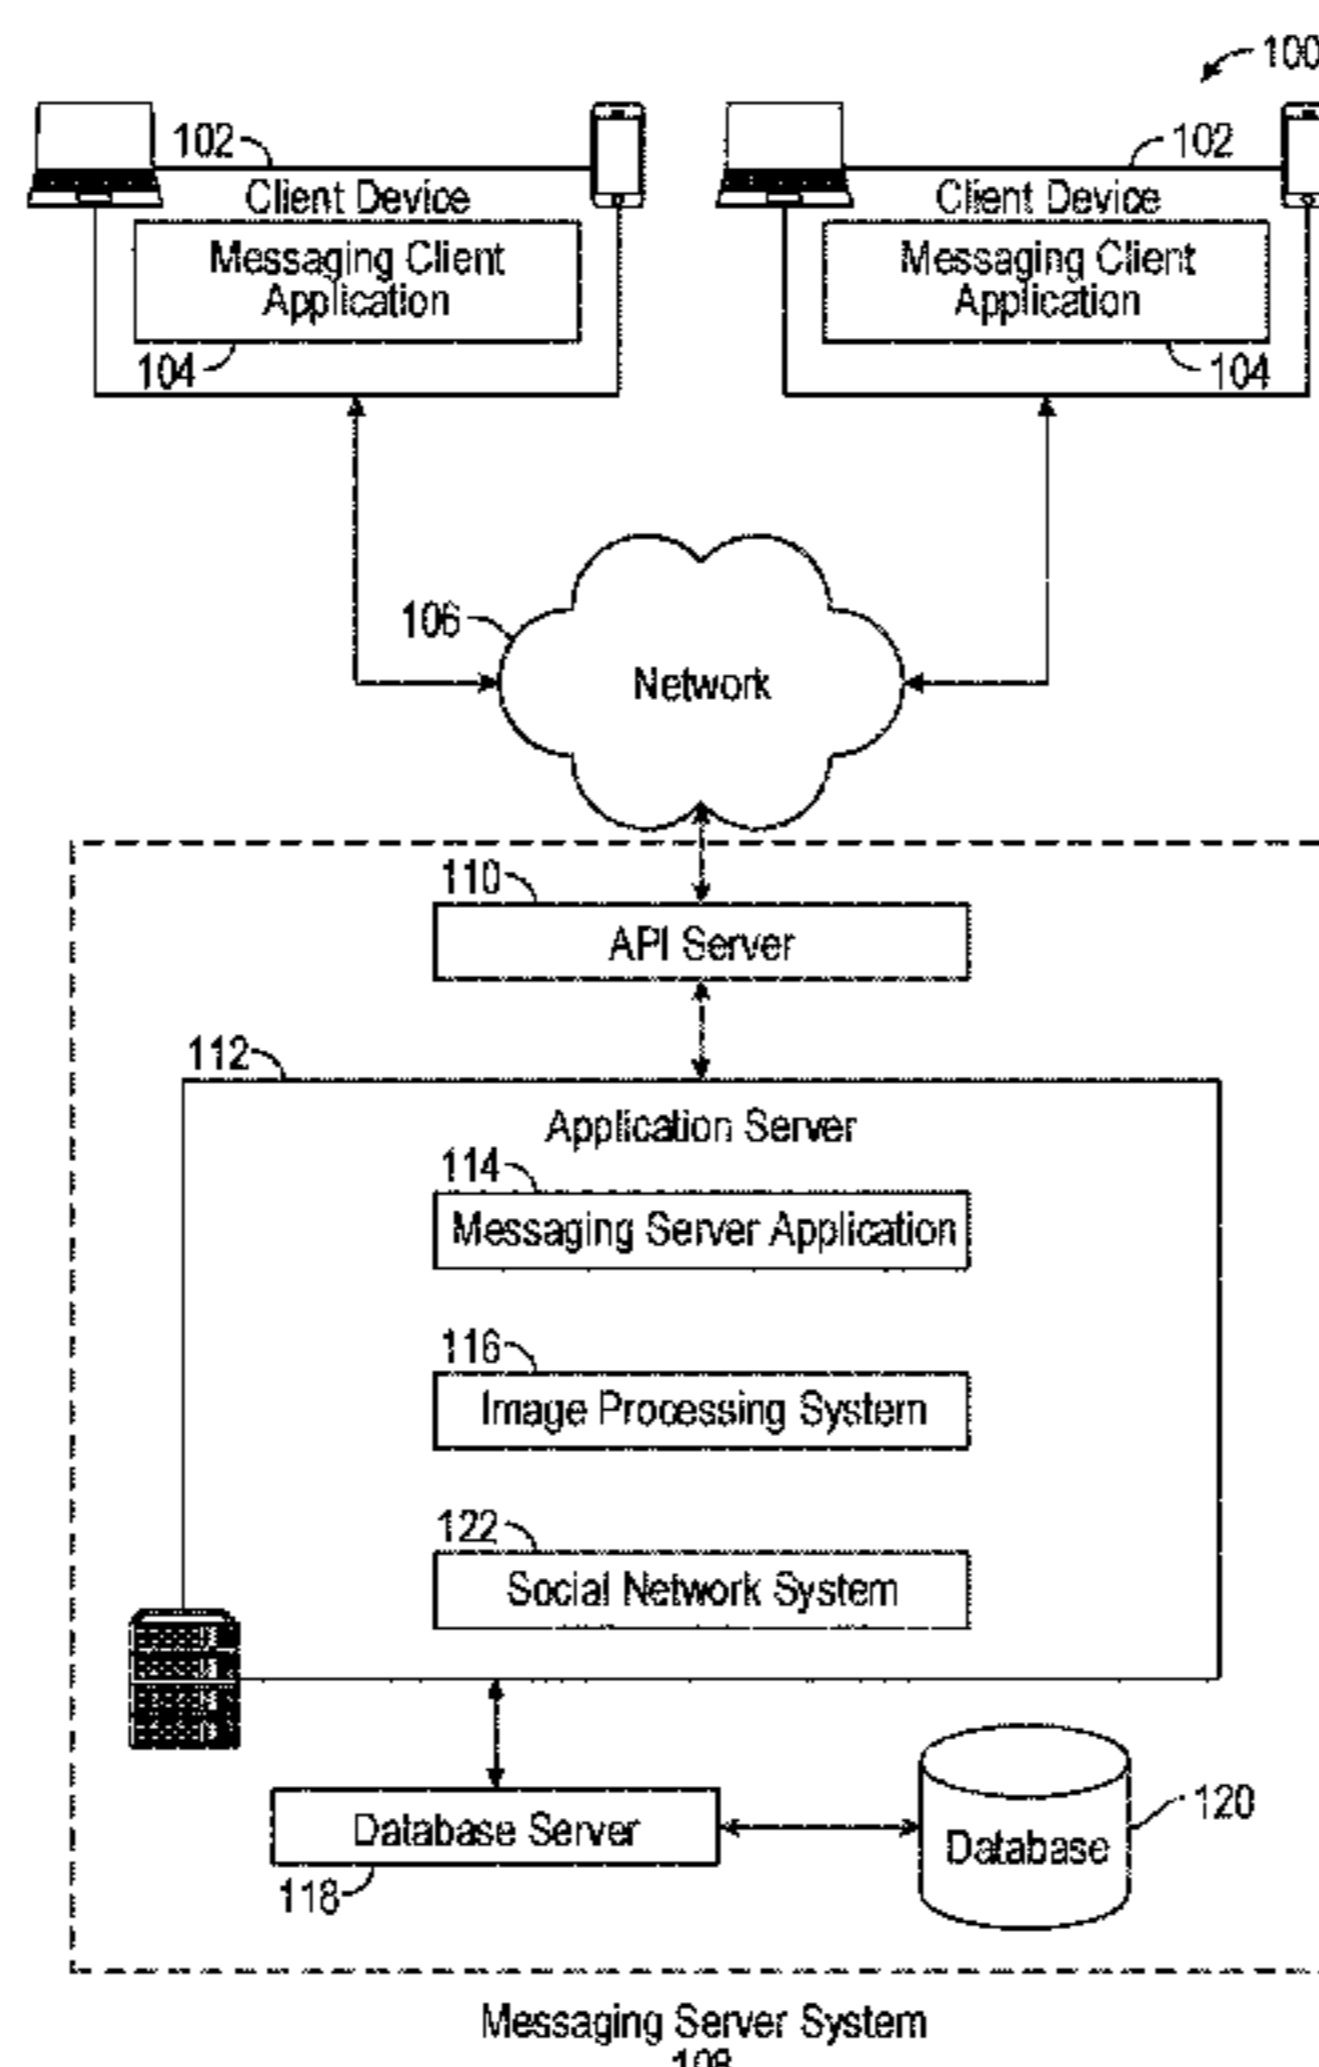 100
102 102
Client Device Client Device
Messaging Client Messaging Client
Application Application
104 104
106
Network
110
API Server
112
Application Server
114
Messaging Server Application
116
Image Processing System
122
Social Network System
Database Server
120
Database
118
Messaging Server System
108